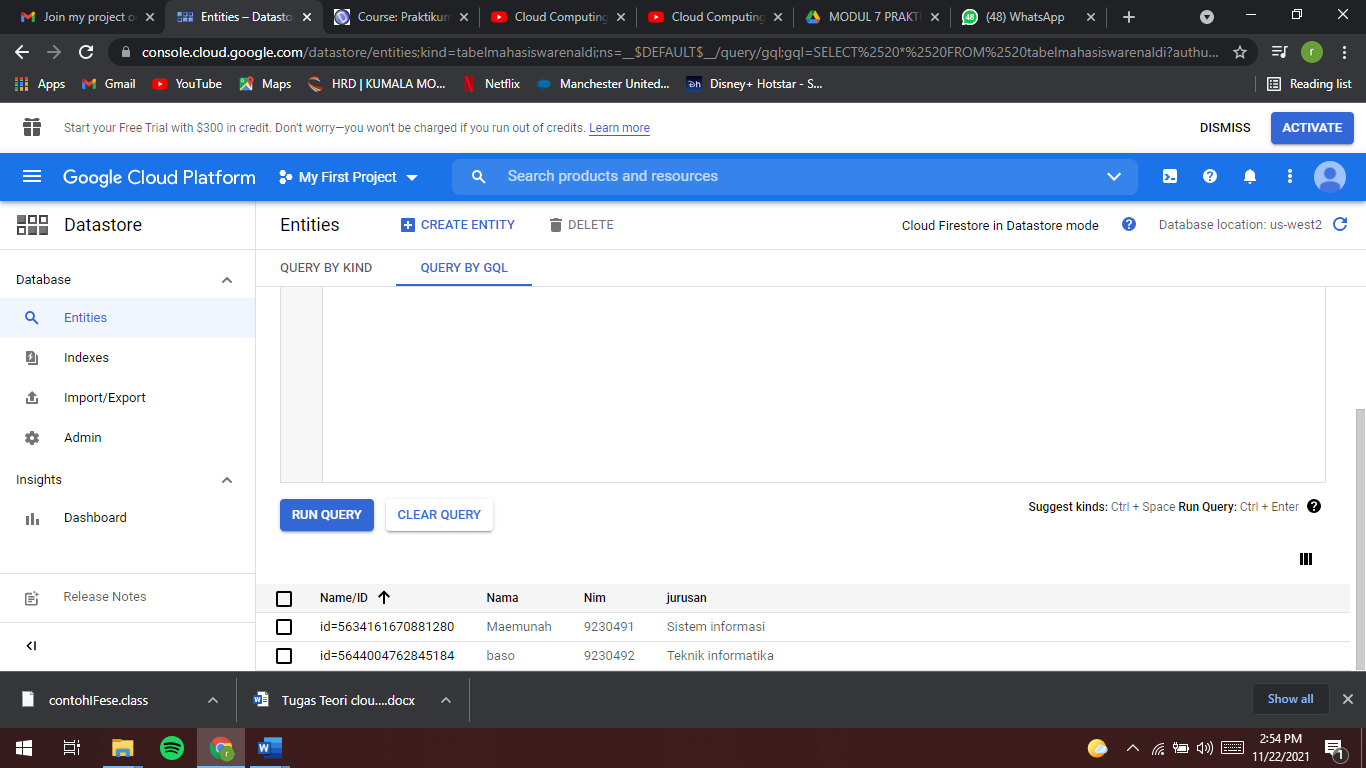 Join my project o
Entities – Datasto
Course: Praktikum
Cloud Computing
Cloud Computing
MODUL 7 PRAKT
(48) WhatsApp
console.cloud.google.com/datastore/entities;kind=tabelmahasiswarenaldi;ns=__$DEFAULT$__/query/gql;gql=SELECT%2520*%2520FROM%2520tabelmahasiswarenaldi?authu...
r
Apps
Gmail
YouTube
Maps
HRD | KUMALA MO...
Netflix
Manchester United...
Disney+ Hotstar - S...
Reading list
Start your Free Trial with $300 in credit. Don't worry—you won't be charged if you run out of credits. Learn more
DISMISS
ACTIVATE
Google Cloud Platform
My First Project
Search products and resources
Datastore
Entities
CREATE ENTITY
DELETE
Cloud Firestore in Datastore mode
Database location: us-west2
Database
Entities
Indexes
Import/Export
Admin
Insights
Dashboard
Release Notes
QUERY BY KIND
QUERY BY GQL
RUN QUERY
CLEAR QUERY
Suggest kinds: Ctrl + Space Run Query: Ctrl + Enter
Name/ID Nama Nim jurusan
id=5634161670881280 Maemunah 9230491 Sistem informasi
id=5644004762845184 baso 9230492 Teknik informatika
contohIFese.class
Tugas Teori clou....docx
Show all
2:54 PM
11/22/2021
1